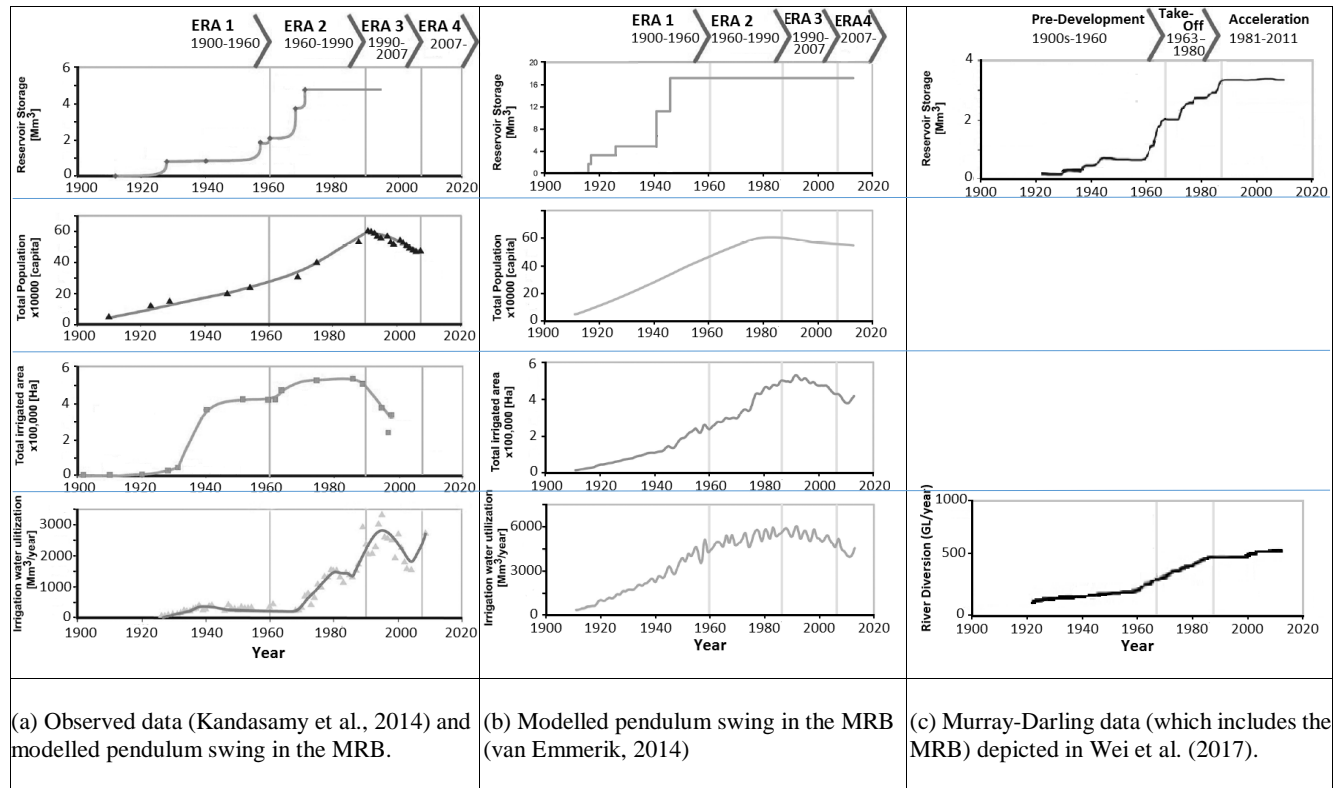 ERA 1
1900-1960
ERA 2
1960-1990
ERA 3
1990-
2007
ERA 4
2007-
Reservoir Storage
[Mm³]
6
4
2
0
1900 1920 1940 1960 1980 2000 2020
Total Population
x10000 [capita]
60
40
20
0
1900 1920 1940 1960 1980 2000 2020
Total irrigated area
x100,000 [Ha]
6
4
2
0
1900 1920 1940 1960 1980 2000 2020
Irrigation water ulitization
[Mm³/year]
3000
2000
1000
0
1900 1920 1940 1960 1980 2000 2020
Year
ERA 1
1900-1960
ERA 2
1960-1990
ERA 3
1990-
2007
ERA4
2007-
Reservoir Storage
[Mm³]
20
16
12
8
4
0
1900 1920 1940 1960 1980 2000 2020
Total Population
x10000 [capita]
60
40
20
0
1900 1920 1940 1960 1980 2000 2020
Total irrigated area
x100,000 [Ha]
6
4
2
0
1900 1920 1940 1960 1980 2000 2020
Irrigation water utilization
[Mm³/year]
6000
3000
0
1900 1920 1940 1960 1980 2000 2020
Year
Pre-Development
1900s-1960
Take-
Off
1963–
1980
Acceleration
1981-2011
Reservoir Storage
[Mm³]
4
2
0
1900 1920 1940 1960 1980 2000 2020
River Diversion (GL/year)
1000
500
0
1900 1920 1940 1960 1980 2000 2020
Year
(a) Observed data (Kandasamy et al., 2014) and
modelled pendulum swing in the MRB.
(b) Modelled pendulum swing in the MRB
(van Emmerik, 2014)
(c) Murray-Darling data (which includes the
MRB) depicted in Wei et al. (2017).